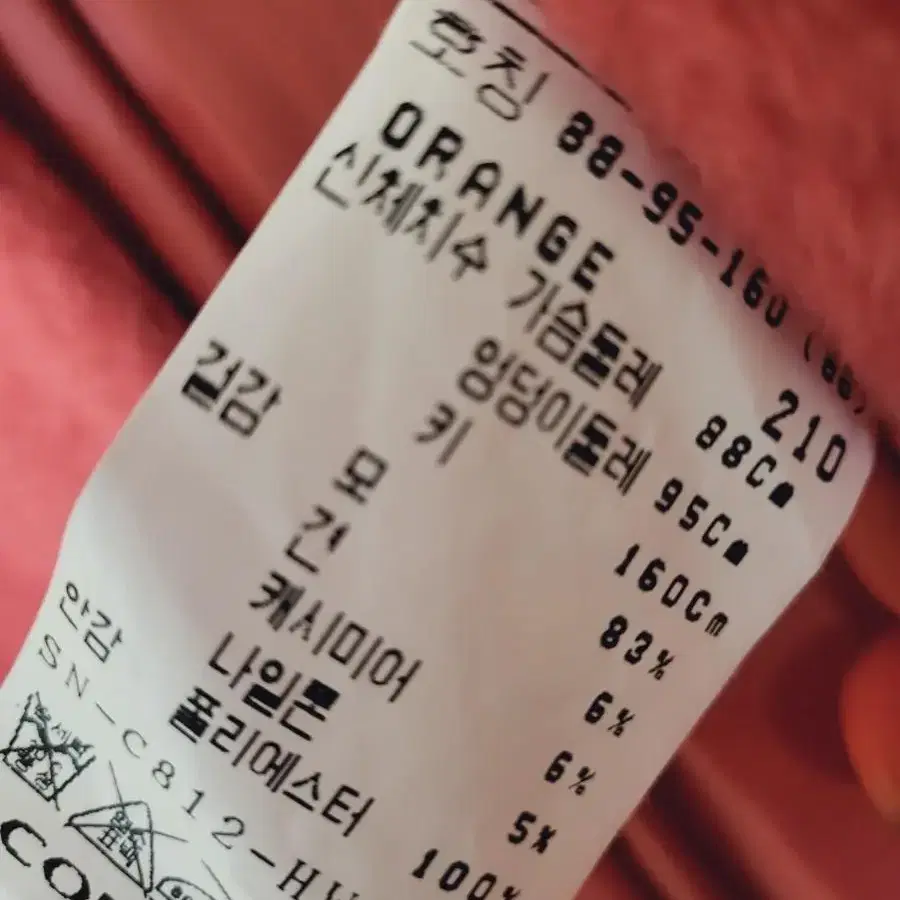 호칭 88-95-160 (88)
ORANGE 210
신체치수 가슴둘레 88Cm
엉덩이둘레 95Cm
키 160Cm
겉감 모 83%
견 6%
캐시미어 6%
나일론 5%
안감 폴리에스터 100%
SN-C812-H